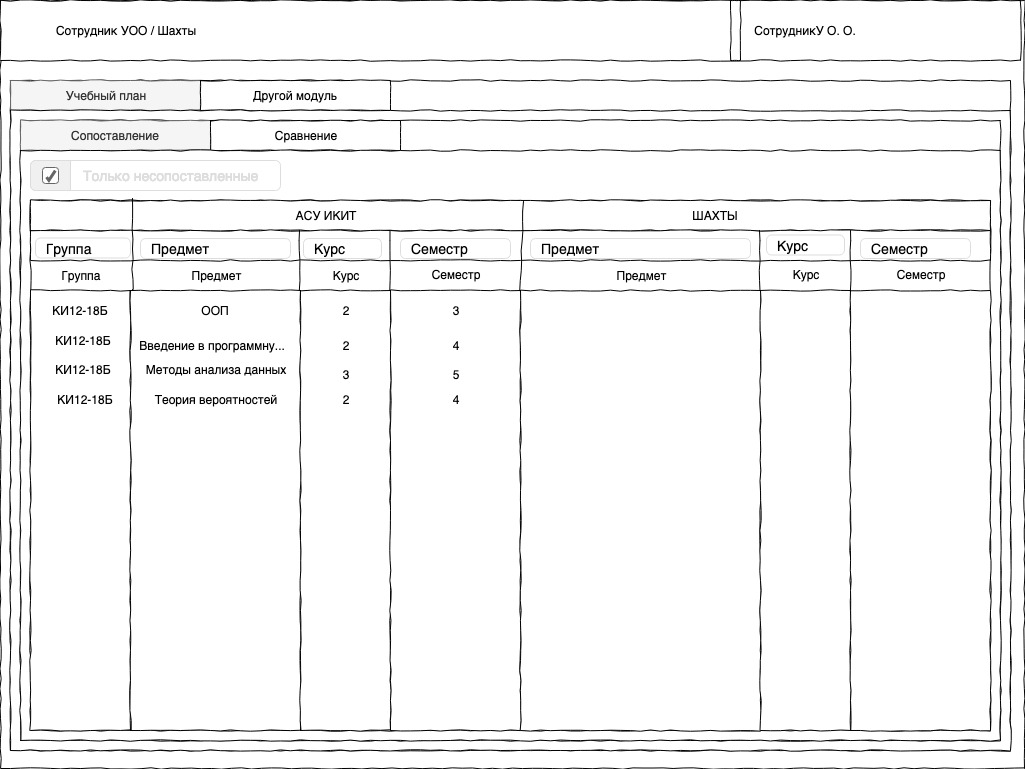 Сотрудник УОО / Шахты
СотрудникУ О. О.
Учебный план
Другой модуль
Сопоставление
Сравнение
Только несопоставленные
АСУ ИКИТ
ШАХТЫ
Группа
Предмет
Курс
Семестр
Предмет
Курс
Семестр
Группа
Предмет
Курс
Семестр
Предмет
Курс
Семестр
КИ12-18Б
ООП
2
3
КИ12-18Б
Введение в программну...
2
4
КИ12-18Б
Методы анализа данных
3
5
КИ12-18Б
Теория вероятностей
2
4